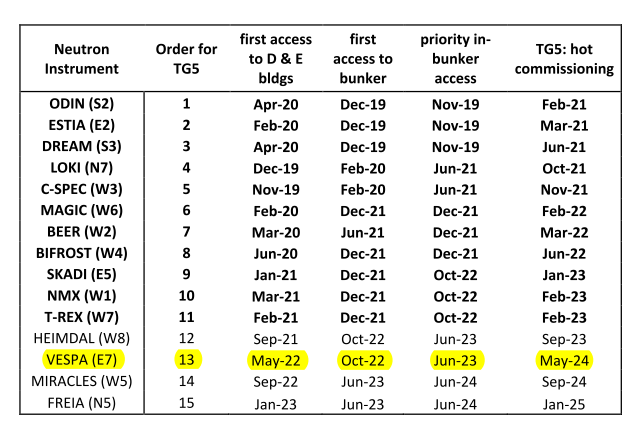 Neutron Instrument | Order for TG5 | first access to D & E bldgs | first access to bunker | priority in-bunker access | TG5: hot commissioning
ODIN (S2) 1 Apr-20 Dec-19 Nov-19 Feb-21
ESTIA (E2) 2 Feb-20 Dec-19 Nov-19 Mar-21
DREAM (S3) 3 Apr-20 Dec-19 Nov-19 Jun-21
LOKI (N7) 4 Dec-19 Feb-20 Jun-21 Oct-21
C-SPEC (W3) 5 Nov-19 Feb-20 Jun-21 Nov-21
MAGIC (W6) 6 Feb-20 Dec-21 Dec-21 Feb-22
BEER (W2) 7 Mar-20 Jun-21 Dec-21 Mar-22
BIFROST (W4) 8 Jun-20 Dec-21 Dec-21 Jun-22
SKADI (E5) 9 Jan-21 Dec-21 Oct-22 Jan-23
NMX (W1) 10 Mar-21 Dec-21 Oct-22 Feb-23
T-REX (W7) 11 Feb-21 Dec-21 Oct-22 Feb-23
HEIMDAL (W8) 12 Sep-21 Oct-22 Jun-23 Sep-23
VESPA (E7) 13 May-22 Oct-22 Jun-23 May-24
MIRACLES (W5) 14 Sep-22 Jun-23 Jun-24 Sep-24
FREIA (N5) 15 Jan-23 Jun-23 Jun-24 Jan-25